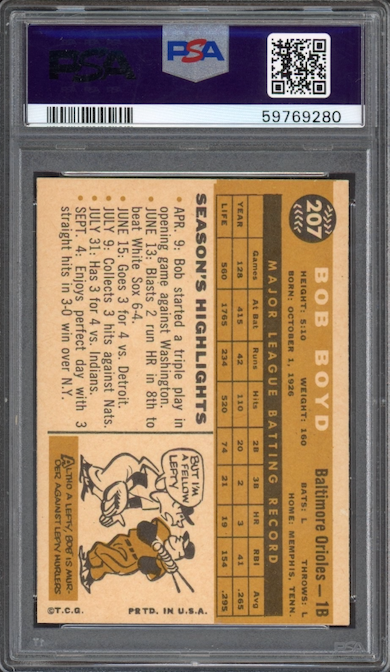 PSA
PSA
59769280
207
BOB BOYD
Baltimore Orioles — 1B
HEIGHT: 5:10 WEIGHT: 160 BATS: L THROWS: L
BORN: OCTOBER 1, 1926 HOME: MEMPHIS, TENN.
MAJOR LEAGUE BATTING RECORD
Games At Bat Runs Hits 2B 3B HR RBI Avg
YEAR 128 415 42 110 20 2 3 41 .265
LIFE 560 1765 234 520 74 21 19 154 .295
SEASON'S HIGHLIGHTS
• APR. 9: Bob started a triple play in
opening game against Washington.
• JUNE 13: Blasts 2 run HR in 8th to
beat White Sox 6-4.
• JUNE 15: Goes 3 for 4 vs. Detroit.
• JULY 9: Collects 3 hits against Nats.
• JULY 31: Has 3 for 4 vs. Indians.
• SEPT. 4: Enjoys perfect day with 3
straight hits in 3-0 win over N.Y.
BUT I'M
A FELLOW
LEFTY
ALTHO A LEFTY, BOB IS MUR-
DER AGAINST LEFTY HURLERS
©T.C.G. PRTD. IN U.S.A.